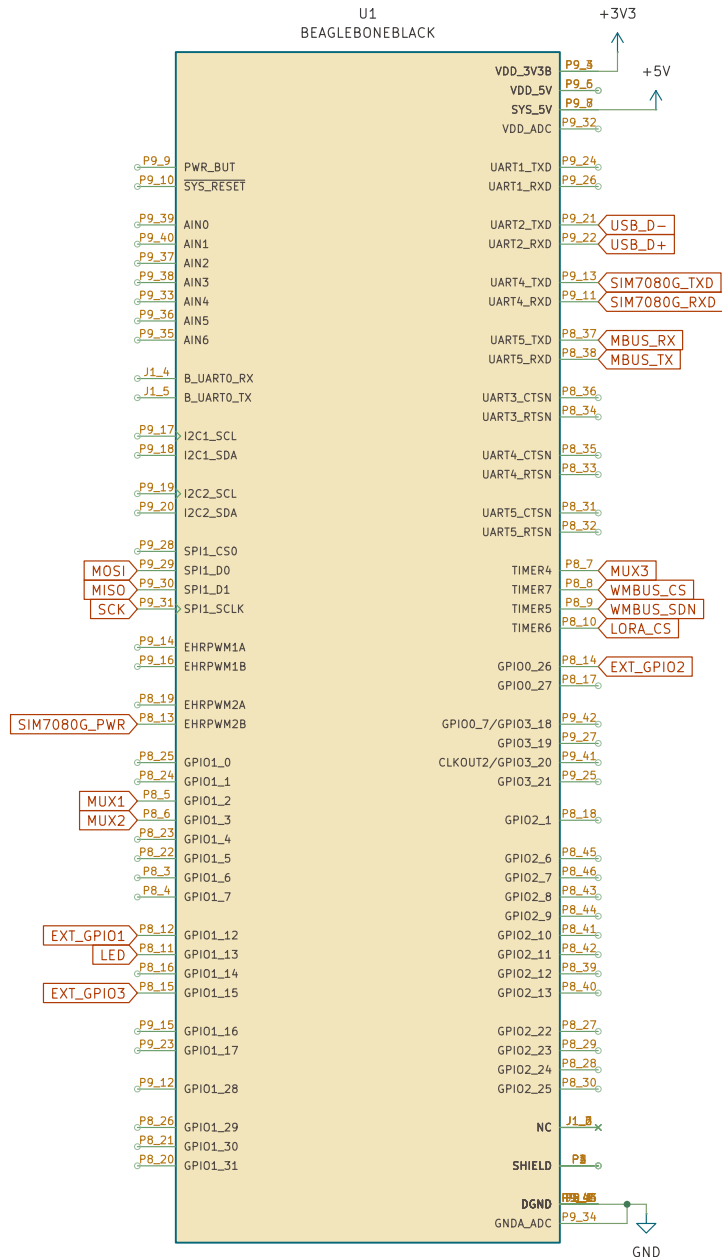 U1
BEAGLEBONEBLACK
+3V3
+5V
VDD_3V3B
VDD_5V P9_5
SYS_5V
VDD_ADC P9_32
P9_9 PWR_BUT
P9_10 SYS_RESET
UART1_TXD P9_24
UART1_RXD P9_26
P9_39 AIN0
P9_40 AIN1
P9_37 AIN2
P9_38 AIN3
P9_33 AIN4
P9_36 AIN5
P9_35 AIN6
UART2_TXD P9_21 USB_D-
UART2_RXD P9_22 USB_D+
UART4_TXD P9_13 SIM7080G_TXD
UART4_RXD P9_11 SIM7080G_RXD
UART5_TXD P8_37 MBUS_RX
UART5_RXD P8_38 MBUS_TX
J1_4 B_UART0_RX
J1_5 B_UART0_TX
UART3_CTSN P8_36
UART3_RTSN P8_34
P9_17 I2C1_SCL
P9_18 I2C1_SDA
UART4_CTSN P8_35
UART4_RTSN P8_33
P9_19 I2C2_SCL
P9_20 I2C2_SDA
UART5_CTSN P8_31
UART5_RTSN P8_32
P9_28 SPI1_CS0
MOSI P9_29 SPI1_D0
MISO P9_30 SPI1_D1
SCK P9_31 SPI1_SCLK
TIMER4 P8_7 MUX3
TIMER7 P8_8 WMBUS_CS
TIMER5 P8_9 WMBUS_SDN
TIMER6 P8_10 LORA_CS
P9_14 EHRPWM1A
P9_16 EHRPWM1B
GPIO0_26 P8_14 EXT_GPIO2
GPIO0_27 P8_17
P8_19 EHRPWM2A
SIM7080G_PWR P8_13 EHRPWM2B
GPIO0_7/GPIO3_18 P9_42
GPIO3_19 P9_27
CLKOUT2/GPIO3_20 P9_41
GPIO3_21 P9_25
P8_25 GPIO1_0
P8_24 GPIO1_1
MUX1 P8_5 GPIO1_2
MUX2 P8_6 GPIO1_3
P8_23 GPIO1_4
P8_22 GPIO1_5
P8_3 GPIO1_6
P8_4 GPIO1_7
GPIO2_1 P8_18
GPIO2_6 P8_45
GPIO2_7 P8_46
GPIO2_8 P8_43
GPIO2_9 P8_44
GPIO2_10 P8_41
GPIO2_11 P8_42
GPIO2_12 P8_39
GPIO2_13 P8_40
EXT_GPIO1 P8_12 GPIO1_12
LED P8_11 GPIO1_13
P8_16 GPIO1_14
EXT_GPIO3 P8_15 GPIO1_15
P9_15 GPIO1_16
P9_23 GPIO1_17
P9_12 GPIO1_28
GPIO2_22 P8_27
GPIO2_23 P8_29
GPIO2_24 P8_28
GPIO2_25 P8_30
P8_26 GPIO1_29
P8_21 GPIO1_30
P8_20 GPIO1_31
NC
SHIELD
DGND
GNDA_ADC P9_34
GND